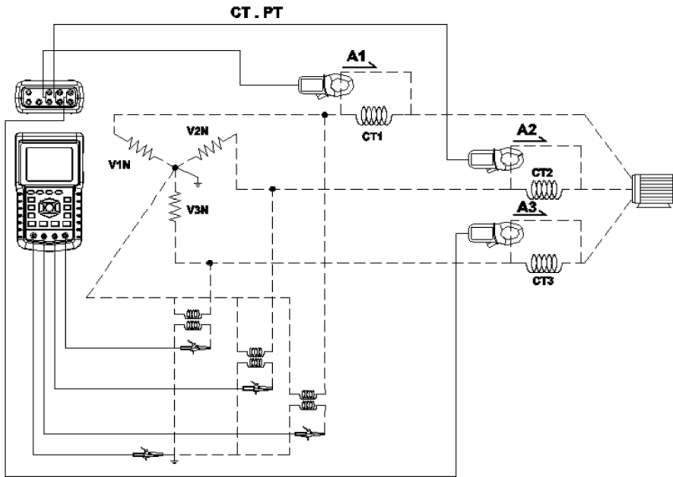 CT . PT
A1
CT1
V2N
V1N
A2
CT2
V3N
A3
CT3